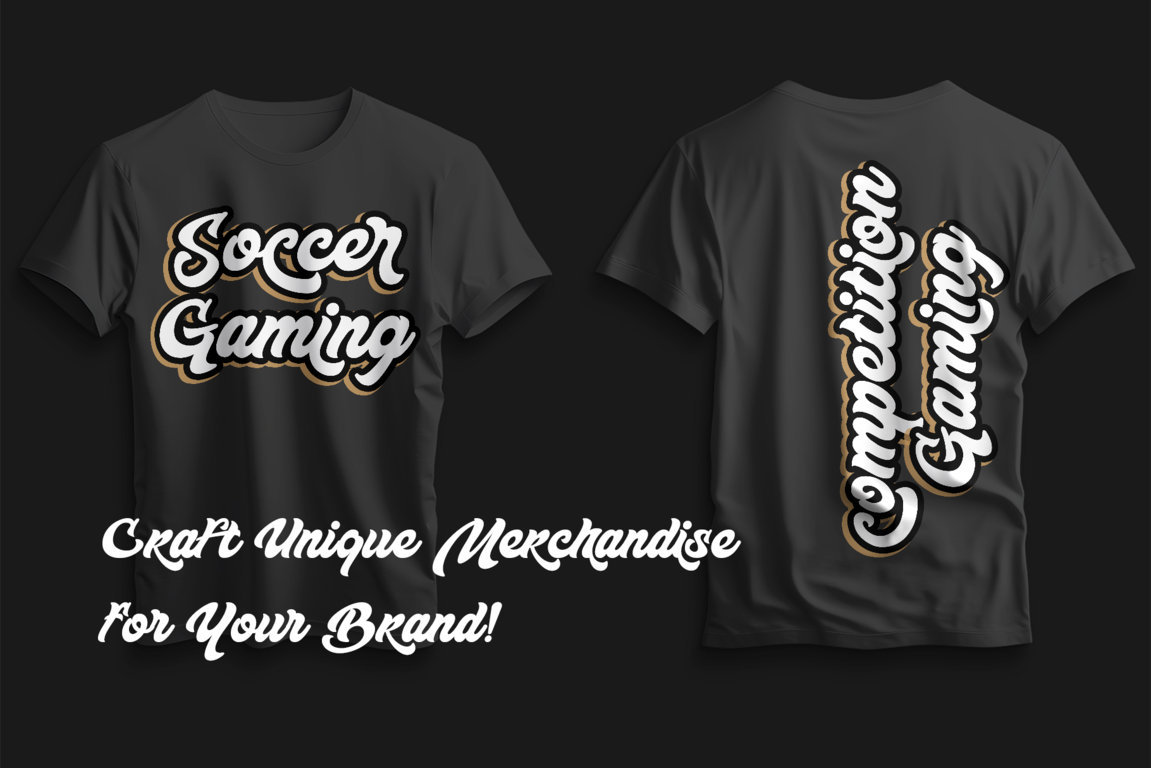 Soccer
Gaming
Competition
Gaming
Craft Unique Merchandise
for Your Brand!